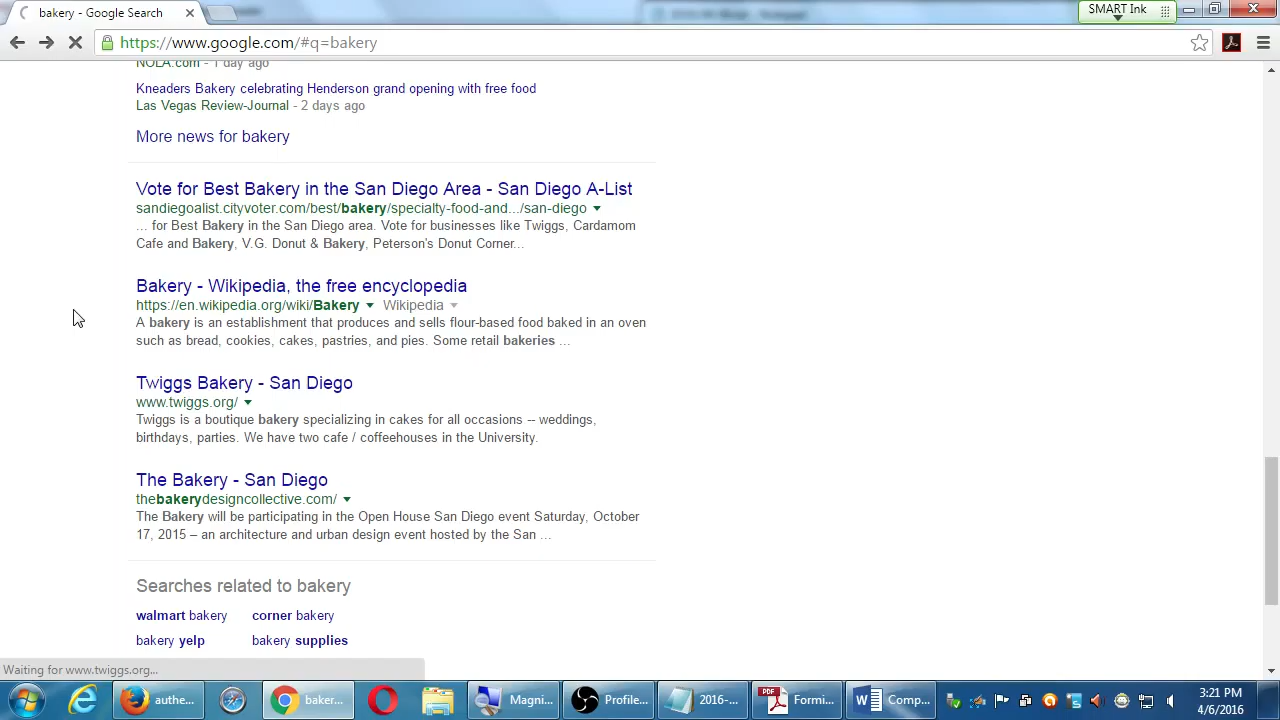 bakery - Google Search
SMART Ink
https://www.google.com/#q=bakery
NOLA.com - 1 day ago
Kneaders Bakery celebrating Henderson grand opening with free food
Las Vegas Review-Journal - 2 days ago
More news for bakery
Vote for Best Bakery in the San Diego Area - San Diego A-List
sandiegoalist.cityvoter.com/best/bakery/specialty-food-and.../san-diego
... for Best Bakery in the San Diego area. Vote for businesses like Twiggs, Cardamom
Cafe and Bakery, V.G. Donut & Bakery, Peterson's Donut Corner...
Bakery - Wikipedia, the free encyclopedia
https://en.wikipedia.org/wiki/Bakery Wikipedia
A bakery is an establishment that produces and sells flour-based food baked in an oven
such as bread, cookies, cakes, pastries, and pies. Some retail bakeries ...
Twiggs Bakery - San Diego
www.twiggs.org/
Twiggs is a boutique bakery specializing in cakes for all occasions -- weddings,
birthdays, parties. We have two cafe / coffeehouses in the University.
The Bakery - San Diego
thebakerydesigncollective.com/
The Bakery will be participating in the Open House San Diego event Saturday, October
17, 2015 – an architecture and urban design event hosted by the San ...
Searches related to bakery
walmart bakery corner bakery
bakery yelp bakery supplies
Waiting for www.twiggs.org...
authe... baker... Magni... Profile... 2016-... PDF Formi... Comp...
3:21 PM
4/6/2016